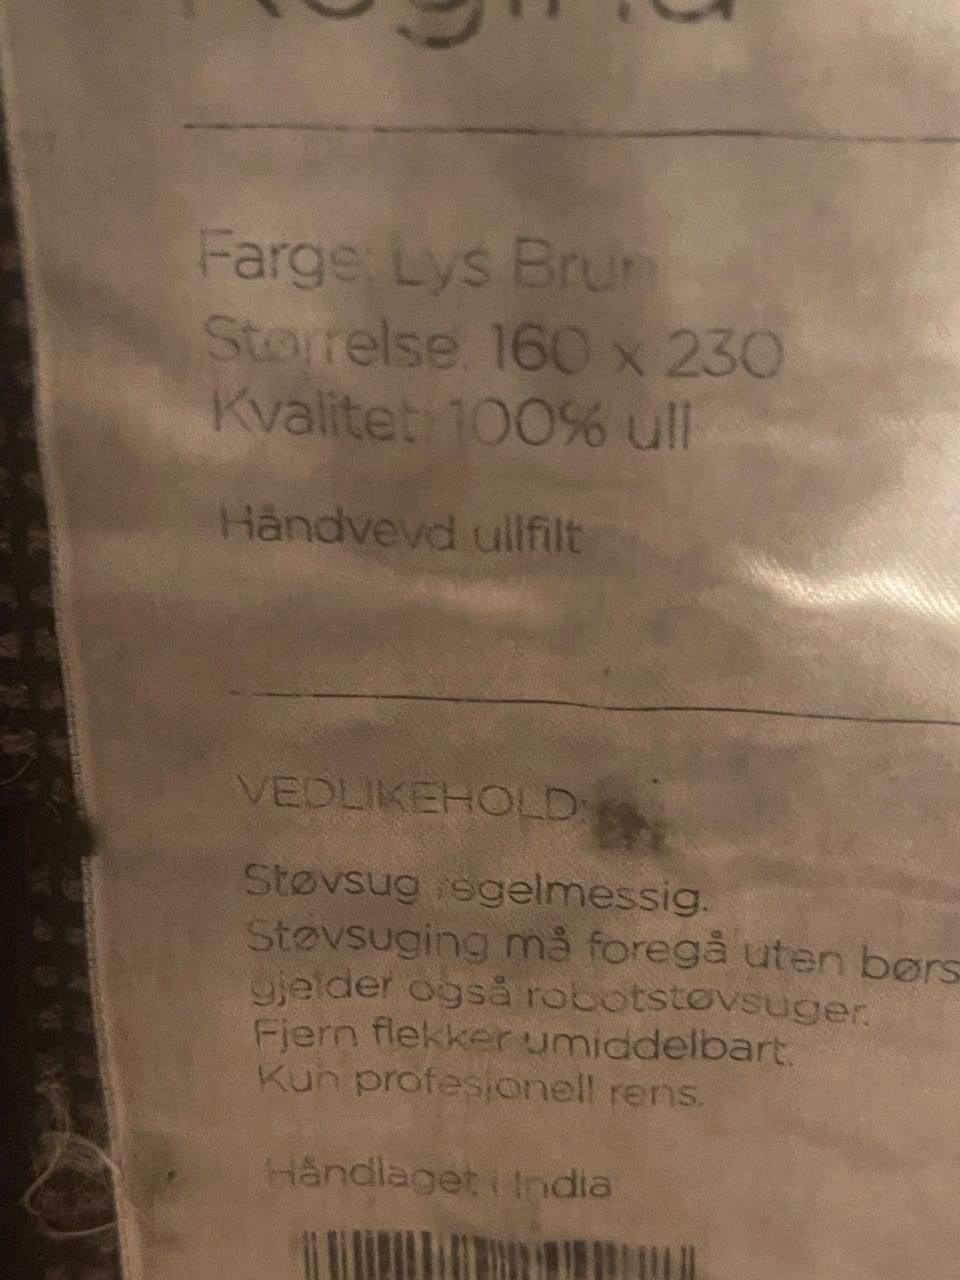 Farge: Lys Brun
Størrelse: 160 x 230
Kvalitet: 100% ull
Håndvevd ullfilt
VEDLIKEHOLD:
Støvsug regelmessig.
Støvsuging må foregå uten børs
gjelder også robotstøvsuger.
Fjern flekker umiddelbart.
Kun profesjonell rens.
Håndlaget i India